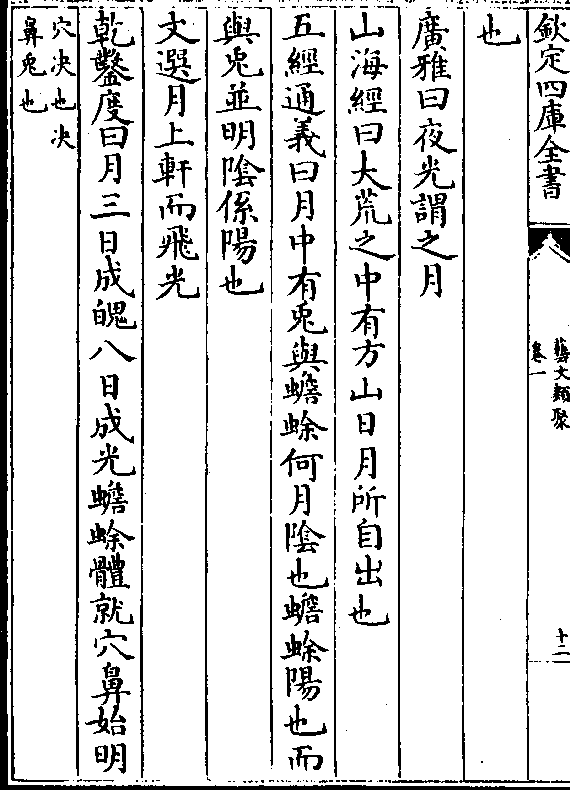 欽定四庫全書
藝文類聚
卷一
十二
也
廣雅曰夜光謂之月
山海經曰大荒之中有方山日月所自出也
五經通義曰月中有兎與蟾蜍何月陰也蟾蜍陽也而
與兎並明陰係陽也
文選月上軒而飛光
乾鑿度曰月三日成魄八日成光蟾蜍體就穴鼻始明
穴决也决
鼻兎也